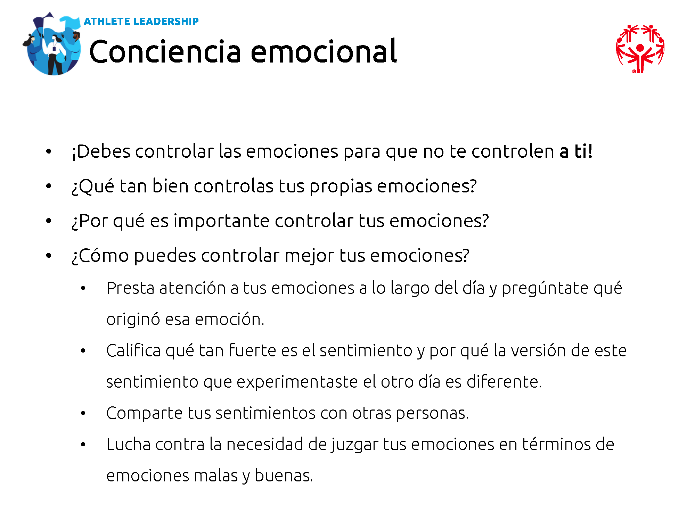 ATHLETE LEADERSHIP
Conciencia emocional
• ¡Debes controlar las emociones para que no te controlen a ti!
• ¿Qué tan bien controlas tus propias emociones?
• ¿Por qué es importante controlar tus emociones?
• ¿Cómo puedes controlar mejor tus emociones?
• Presta atención a tus emociones a lo largo del día y pregúntate qué
originó esa emoción.
• Califica qué tan fuerte es el sentimiento y por qué la versión de este
sentimiento que experimentaste el otro día es diferente.
• Comparte tus sentimientos con otras personas.
• Lucha contra la necesidad de juzgar tus emociones en términos de
emociones malas y buenas.